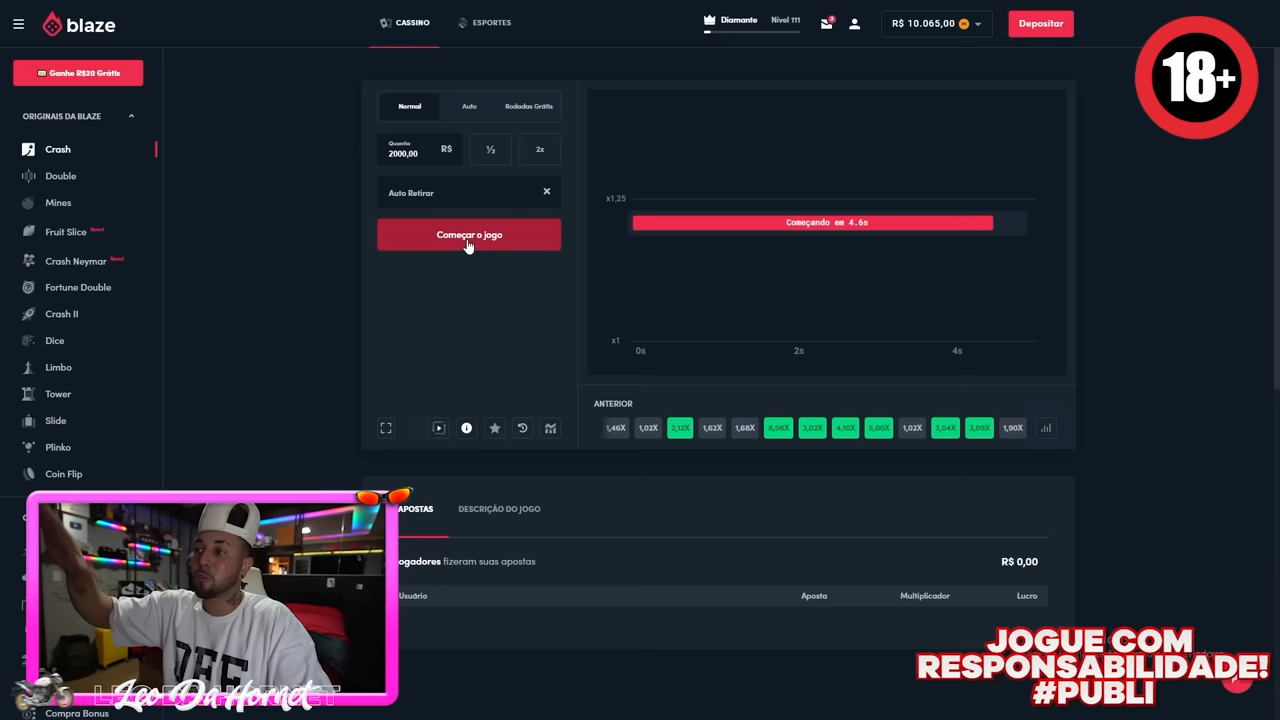 blaze
CASSINO
ESPORTES
Diamante
Nível 111
3
R$ 10.065,00
Depositar
18+
Ganhe R$20 Grátis
ORIGINAIS DA BLAZE
Crash
Double
Mines
Fruit Slice New!
Crash Neymar New!
Fortune Double
Crash II
Dice
Limbo
Tower
Slide
Plinko
Coin Flip
Compra Bonus
Normal
Auto
Rodadas Grátis
Quantia
2000,00
R$
½
2x
Auto Retirar
Começar o jogo
x1,25
Começando em 4.6s
x1
0s
2s
4s
ANTERIOR
1,46X
1,02X
2,12X
1,62X
1,68X
8,56X
3,02X
4,10X
5,00X
1,02X
3,04X
3,09X
1,90X
APOSTAS
DESCRIÇÃO DO JOGO
ogadores fizeram suas apostas
R$ 0,00
Usuário
Aposta
Multiplicador
Lucro
Leo Da Hornet
JOGUE COM
RESPONSABILIDADE!
#PUBLI